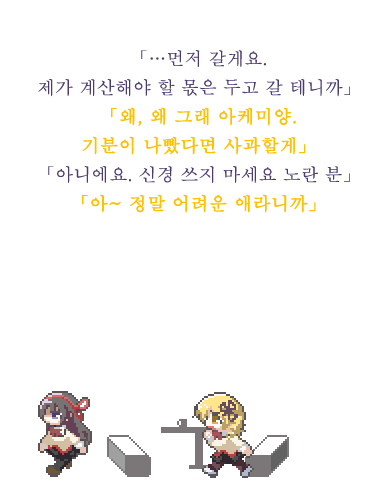 「…먼저 갈게요.
제가 계산해야 할 몫은 두고 갈 테니까」
「왜, 왜 그래 아케미양.
기분이 나빴다면 사과할게」
「아니에요. 신경 쓰지 마세요 노란 분」
「아~ 정말 어려운 애라니까」